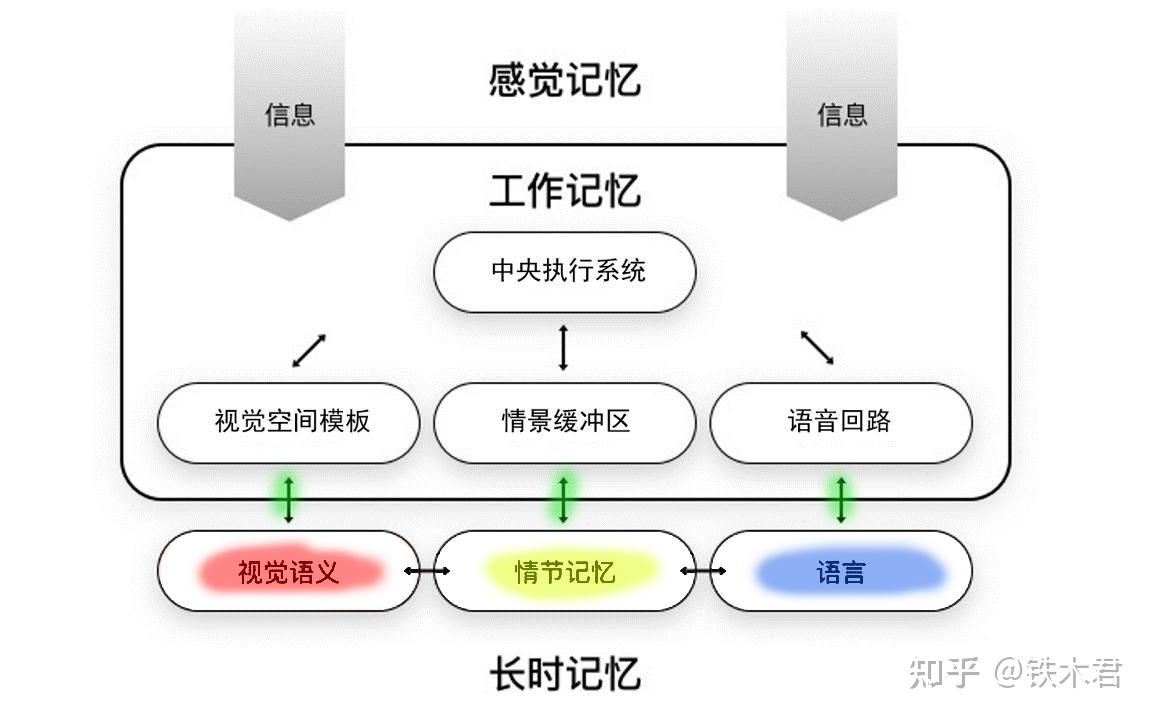 感觉记忆
信息
信息
工作记忆
中央执行系统
视觉空间模板
情景缓冲区
语音回路
视觉语义
情节记忆
语言
长时记忆
知乎 @铁木君